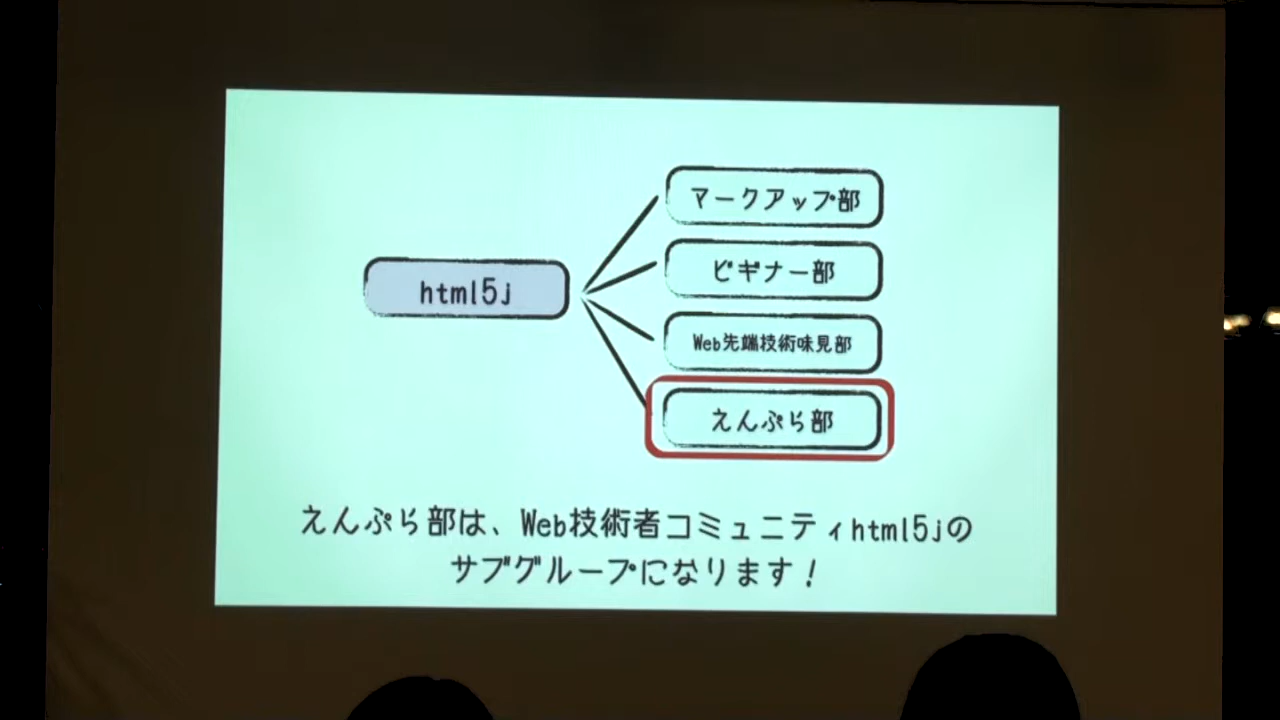 マークアップ部
ビギナー部
html5j
Web先端技術味見部
えんぷら部
えんぷら部は、Web技術者コミュニティhtml5jの
サブグループになります！